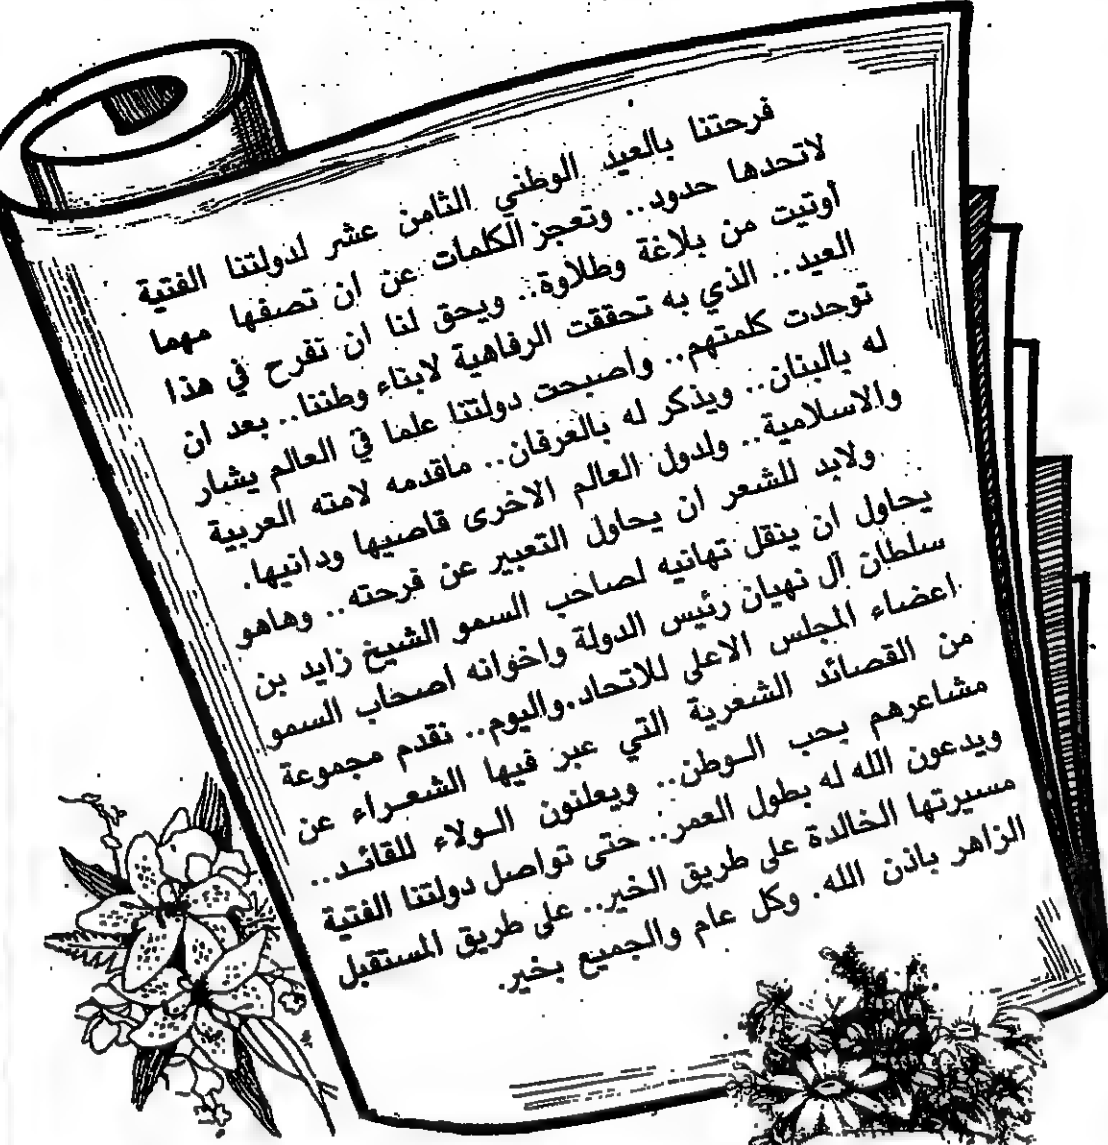 فرحتنا بالعيد الوطني الثامن عشر لدولتنا الفتية
لاتحدها حدود.. وتعجز الكلمات عن ان تصفها مهما
أوتيت من بلاغة وطلاوة.. ويحق لنا ان نفرح في هذا
العيد.. الذي به تحققت الرفاهية لابناء وطننا.. بعد ان
توحدت كلمتهم.. واصبحت دولتنا علما في العالم يشار
له بالبنان.. ويذكر له بالعرفان.. ماقدمه لامته العربية
والاسلامية.. ولدول العالم الاخرى قاصيها ودانيها.
ولابد للشعر ان يحاول التعبير عن فرحته.. وهاهو
يحاول ان ينقل تهانيه لصاحب السمو الشيخ زايد بن
سلطان آل نهيان رئيس الدولة واخوانه اصحاب السمو
اعضاء المجلس الاعلى للاتحاد.واليوم.. نقدم مجموعة
من القصائد الشعرية التي عبر فيها الشعـراء عن
مشاعرهم بحب الـوطن.. ويعلنون الـولاء للقائـد..
ويدعون الله له بطول العمر.. حتى تواصل دولتنا الفتية
مسيرتها الخالدة على طريق الخير.. على طريق المستقبل
الزاهر باذن الله. وكل عام والجميع بخير.